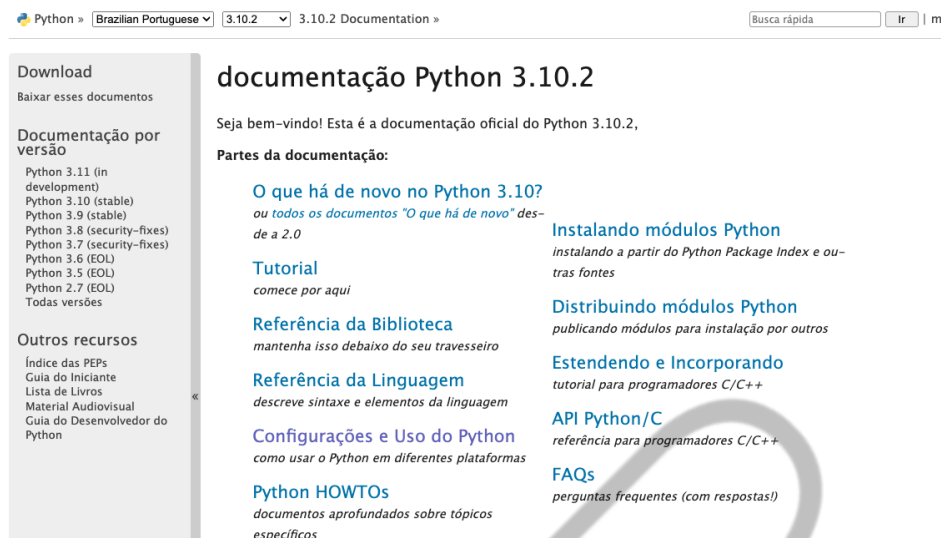 Python » Brazilian Portuguese 3.10.2 3.10.2 Documentation » Busca rápida Ir |
Download
Baixar esses documentos
Documentação por
versão
Python 3.11 (in
development)
Python 3.10 (stable)
Python 3.9 (stable)
Python 3.8 (security-fixes)
Python 3.7 (security-fixes)
Python 3.6 (EOL)
Python 3.5 (EOL)
Python 2.7 (EOL)
Todas versões
Outros recursos
Índice das PEPs
Guia do Iniciante
Lista de Livros
Material Audiovisual
Guia do Desenvolvedor do
Python
«
documentação Python 3.10.2
Seja bem-vindo! Esta é a documentação oficial do Python 3.10.2,
Partes da documentação:
O que há de novo no Python 3.10?
ou todos os documentos "O que há de novo" des-
de a 2.0
Tutorial
comece por aqui
Referência da Biblioteca
mantenha isso debaixo do seu travesseiro
Referência da Linguagem
descreve sintaxe e elementos da linguagem
Configurações e Uso do Python
como usar o Python em diferentes plataformas
Python HOWTOs
documentos aprofundados sobre tópicos
específicos
Instalando módulos Python
instalando a partir do Python Package Index e ou-
tras fontes
Distribuindo módulos Python
publicando módulos para instalação por outros
Estendendo e Incorporando
tutorial para programadores C/C++
API Python/C
referência para programadores C/C++
FAQs
perguntas frequentes (com respostas!)